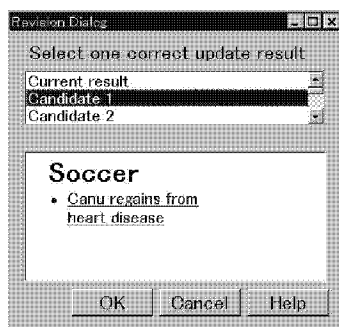 Revision Dialog
Select one correct update result
Current result
Candidate 1
Candidate 2
Soccer
• Canu regains from
heart disease
OK Cancel Help